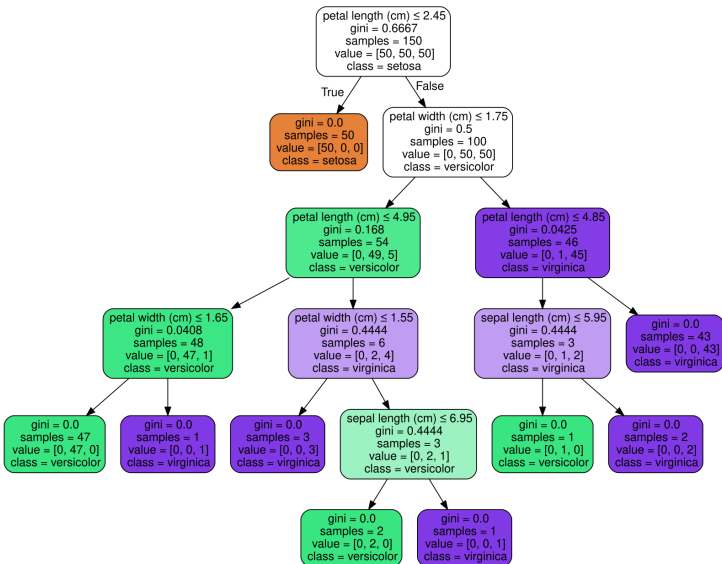 petal length (cm) ≤ 2.45
gini = 0.6667
samples = 150
value = [50, 50, 50]
class = setosa
True
False
gini = 0.0
samples = 50
value = [50, 0, 0]
class = setosa
petal width (cm) ≤ 1.75
gini = 0.5
samples = 100
value = [0, 50, 50]
class = versicolor
petal length (cm) ≤ 4.95
gini = 0.168
samples = 54
value = [0, 49, 5]
class = versicolor
petal length (cm) ≤ 4.85
gini = 0.0425
samples = 46
value = [0, 1, 45]
class = virginica
petal width (cm) ≤ 1.65
gini = 0.0408
samples = 48
value = [0, 47, 1]
class = versicolor
petal width (cm) ≤ 1.55
gini = 0.4444
samples = 6
value = [0, 2, 4]
class = virginica
sepal length (cm) ≤ 5.95
gini = 0.4444
samples = 3
value = [0, 1, 2]
class = virginica
gini = 0.0
samples = 43
value = [0, 0, 43]
class = virginica
gini = 0.0
samples = 47
value = [0, 47, 0]
class = versicolor
gini = 0.0
samples = 1
value = [0, 0, 1]
class = virginica
gini = 0.0
samples = 3
value = [0, 0, 3]
class = virginica
sepal length (cm) ≤ 6.95
gini = 0.4444
samples = 3
value = [0, 2, 1]
class = versicolor
gini = 0.0
samples = 1
value = [0, 1, 0]
class = versicolor
gini = 0.0
samples = 2
value = [0, 0, 2]
class = virginica
gini = 0.0
samples = 2
value = [0, 2, 0]
class = versicolor
gini = 0.0
samples = 1
value = [0, 0, 1]
class = virginica